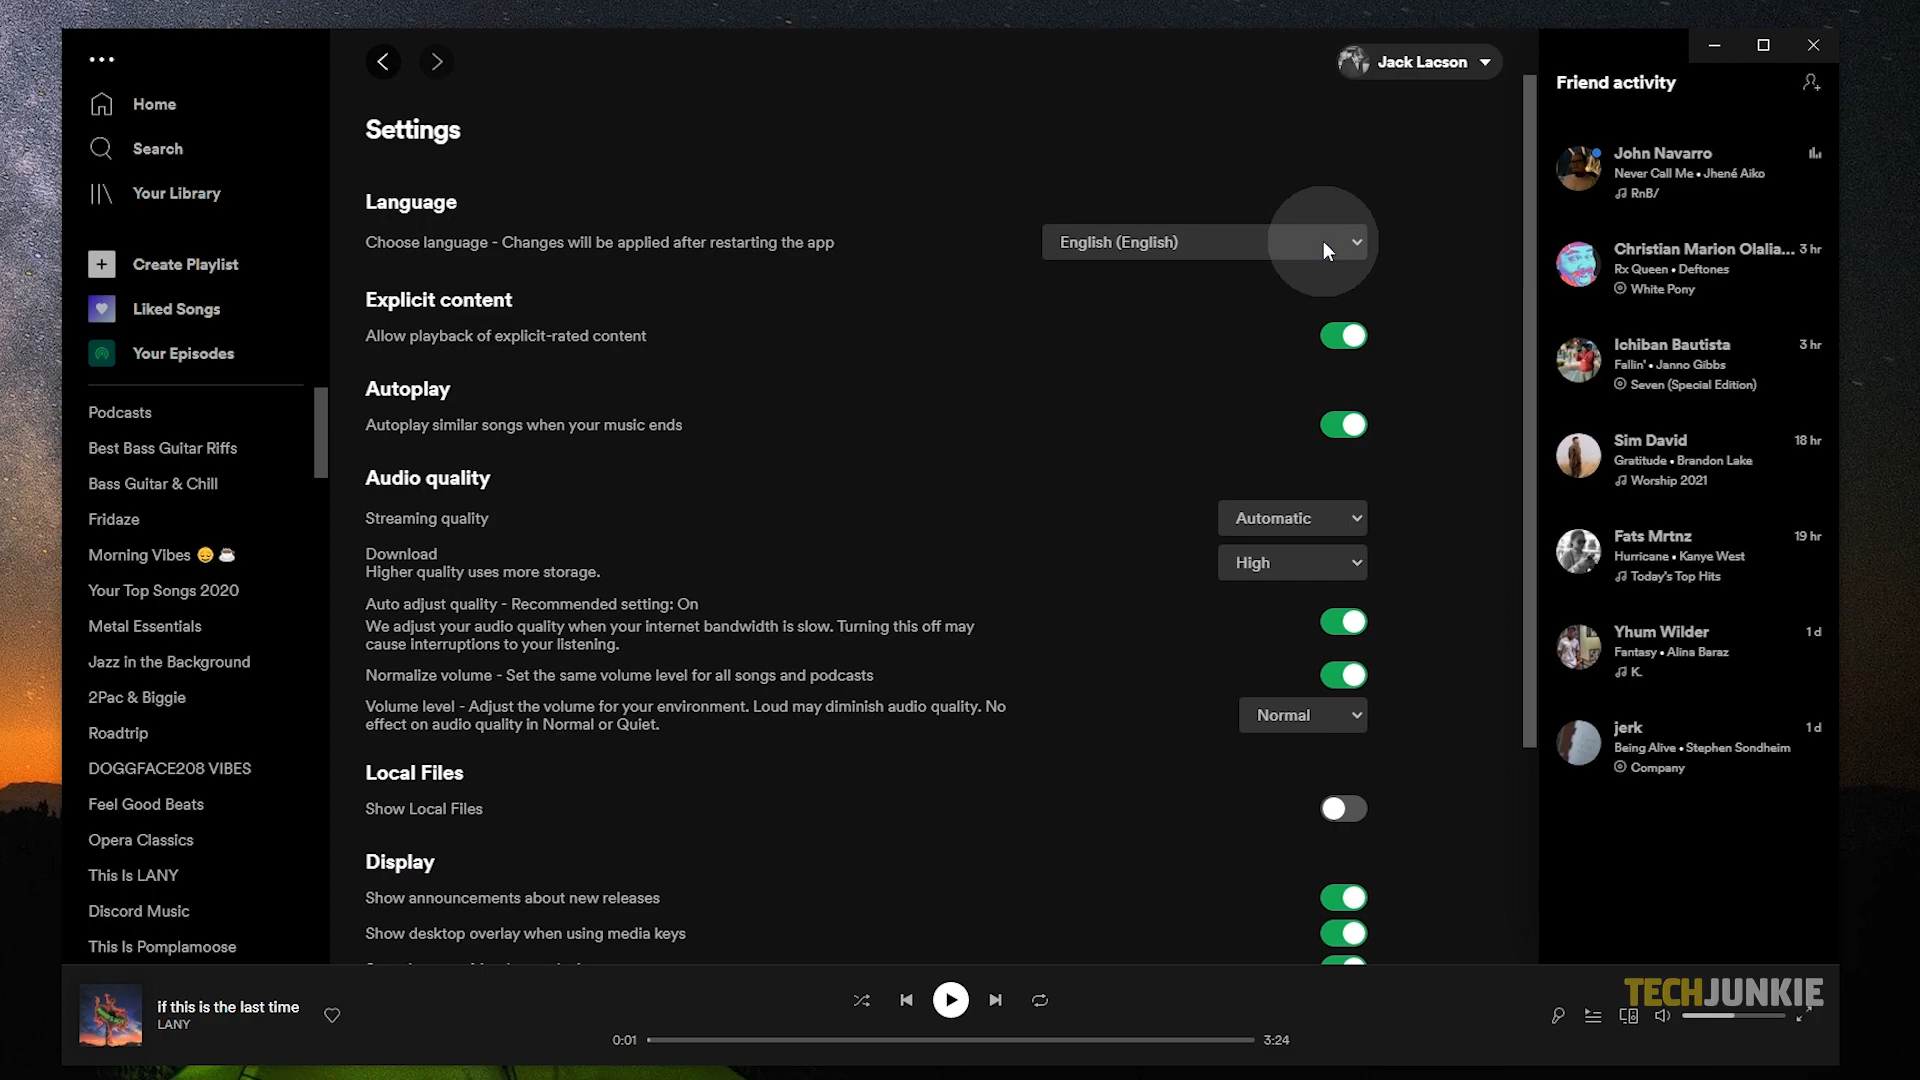 Home
Search
Your Library
Create Playlist
Liked Songs
Your Episodes
Podcasts
Best Bass Guitar Riffs
Bass Guitar & Chill
Fridaze
Morning Vibes 😔 ☕
Your Top Songs 2020
Metal Essentials
Jazz in the Background
2Pac & Biggie
Roadtrip
DOGGFACE208 VIBES
Feel Good Beats
Opera Classics
This Is LANY
Discord Music
This Is Pomplamoose
Jack Lacson
Settings
Language
Choose language - Changes will be applied after restarting the app
English (English)
Explicit content
Allow playback of explicit-rated content
Autoplay
Autoplay similar songs when your music ends
Audio quality
Streaming quality
Automatic
Download
Higher quality uses more storage.
High
Auto adjust quality - Recommended setting: On
We adjust your audio quality when your internet bandwidth is slow. Turning this off may
cause interruptions to your listening.
Normalize volume - Set the same volume level for all songs and podcasts
Volume level - Adjust the volume for your environment. Loud may diminish audio quality. No
effect on audio quality in Normal or Quiet.
Normal
Local Files
Show Local Files
Display
Show announcements about new releases
Show desktop overlay when using media keys
Friend activity
John Navarro
Never Call Me • Jhené Aiko
RnB/
Christian Marion Olalia... 3 hr
Rx Queen • Deftones
White Pony
Ichiban Bautista 3 hr
Fallin' • Janno Gibbs
Seven (Special Edition)
Sim David 18 hr
Gratitude • Brandon Lake
Worship 2021
Fats Mrtnz 19 hr
Hurricane • Kanye West
Today's Top Hits
Yhum Wilder 1 d
Fantasy • Alina Baraz
K.
jerk 1 d
Being Alive • Stephen Sondheim
Company
if this is the last time
LANY
0:01
3:24
TECHJUNKIE